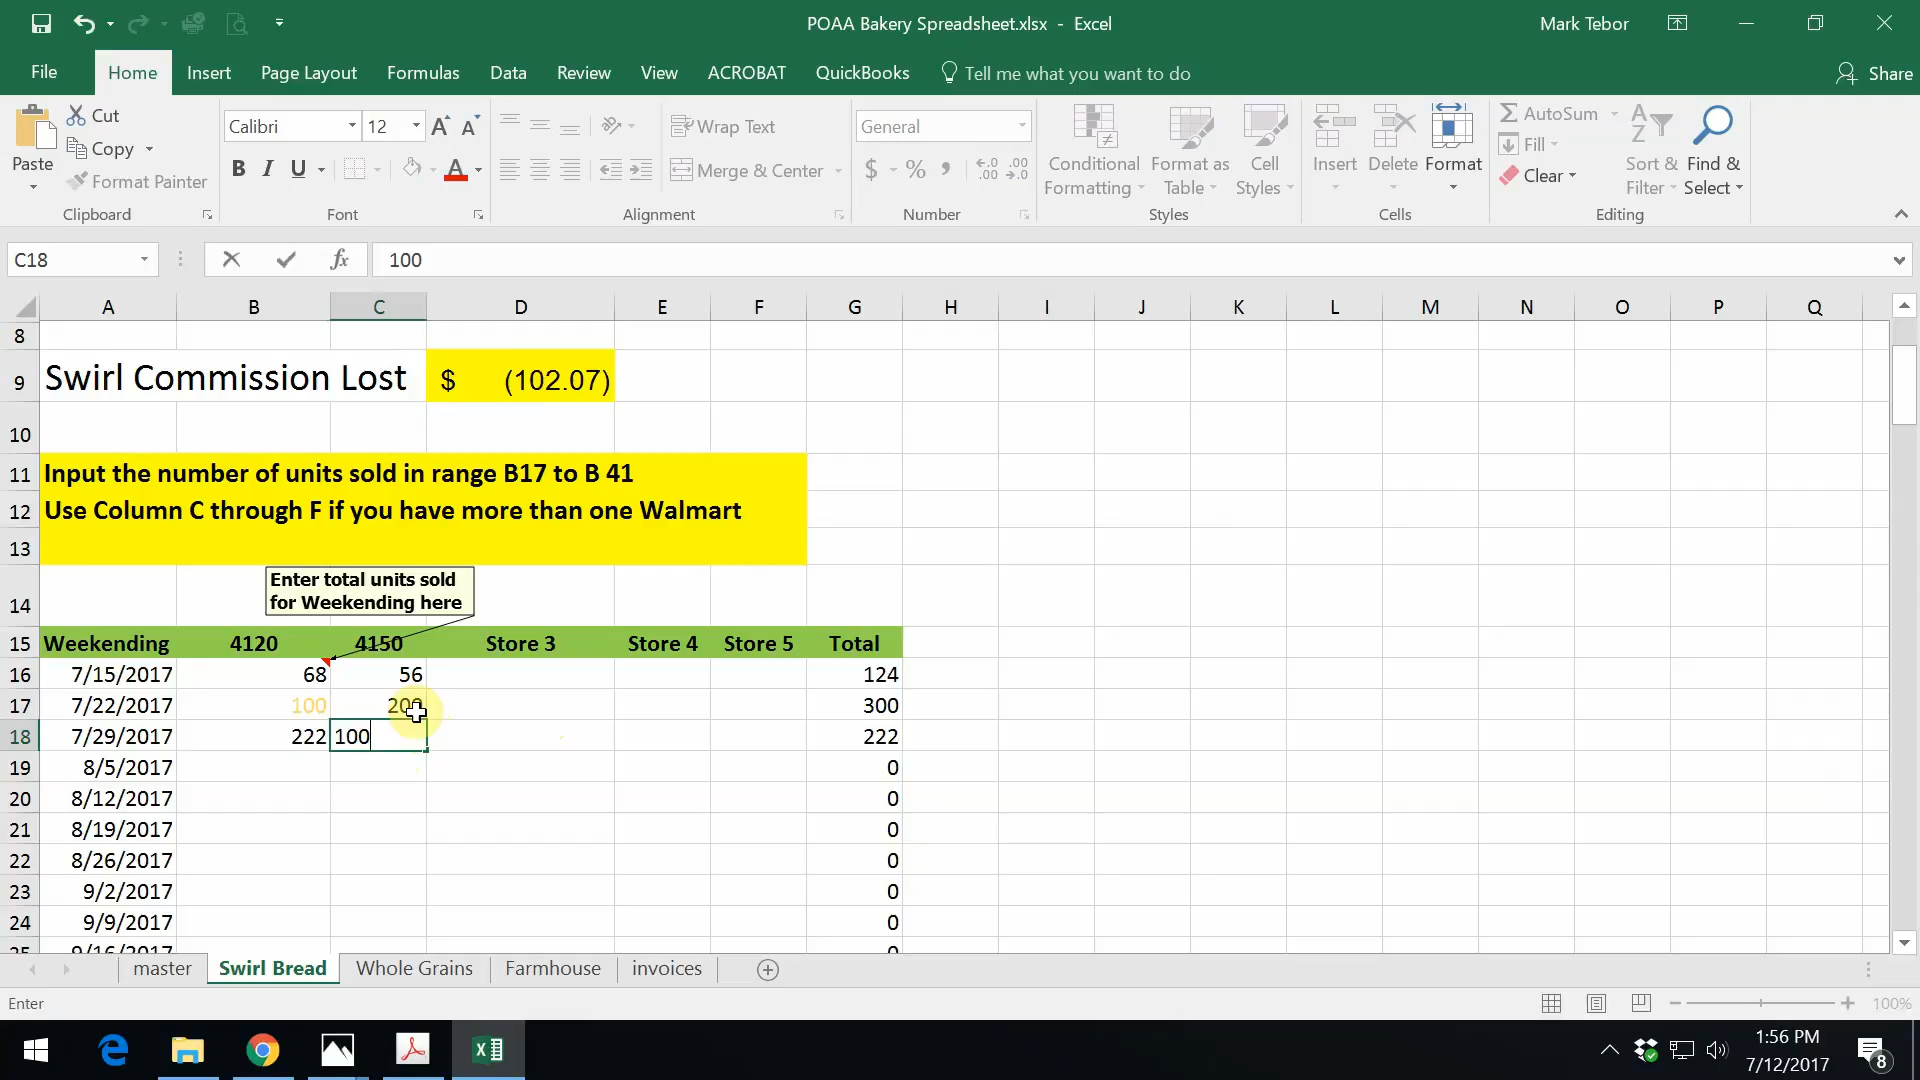 POAA Bakery Spreadsheet.xlsx - Excel
Mark Tebor
File Home Insert Page Layout Formulas Data Review View ACROBAT QuickBooks Tell me what you want to do Share
Paste
Cut
Copy
Format Painter
Clipboard
Calibri 12
B I U A
Font
Wrap Text
Merge & Center
Alignment
General
$ % , .00 .0
Number
Conditional Formatting
Format as Table
Cell Styles
Styles
Insert Delete Format
Cells
AutoSum
Fill
Clear
Sort & Filter
Find & Select
Editing
C18 fx 100
A B C D E F G H I J K L M N O P Q
8
9 Swirl Commission Lost $ (102.07)
10
11 Input the number of units sold in range B17 to B 41
12 Use Column C through F if you have more than one Walmart
13
Enter total units sold
for Weekending here
14
15 Weekending 4120 4150 Store 3 Store 4 Store 5 Total
16 7/15/2017 68 56 124
17 7/22/2017 100 200 300
18 7/29/2017 222 100 222
19 8/5/2017 0
20 8/12/2017 0
21 8/19/2017 0
22 8/26/2017 0
23 9/2/2017 0
24 9/9/2017 0
25 9/16/2017 0
master Swirl Bread Whole Grains Farmhouse invoices
Enter 100%
1:56 PM
7/12/2017
8